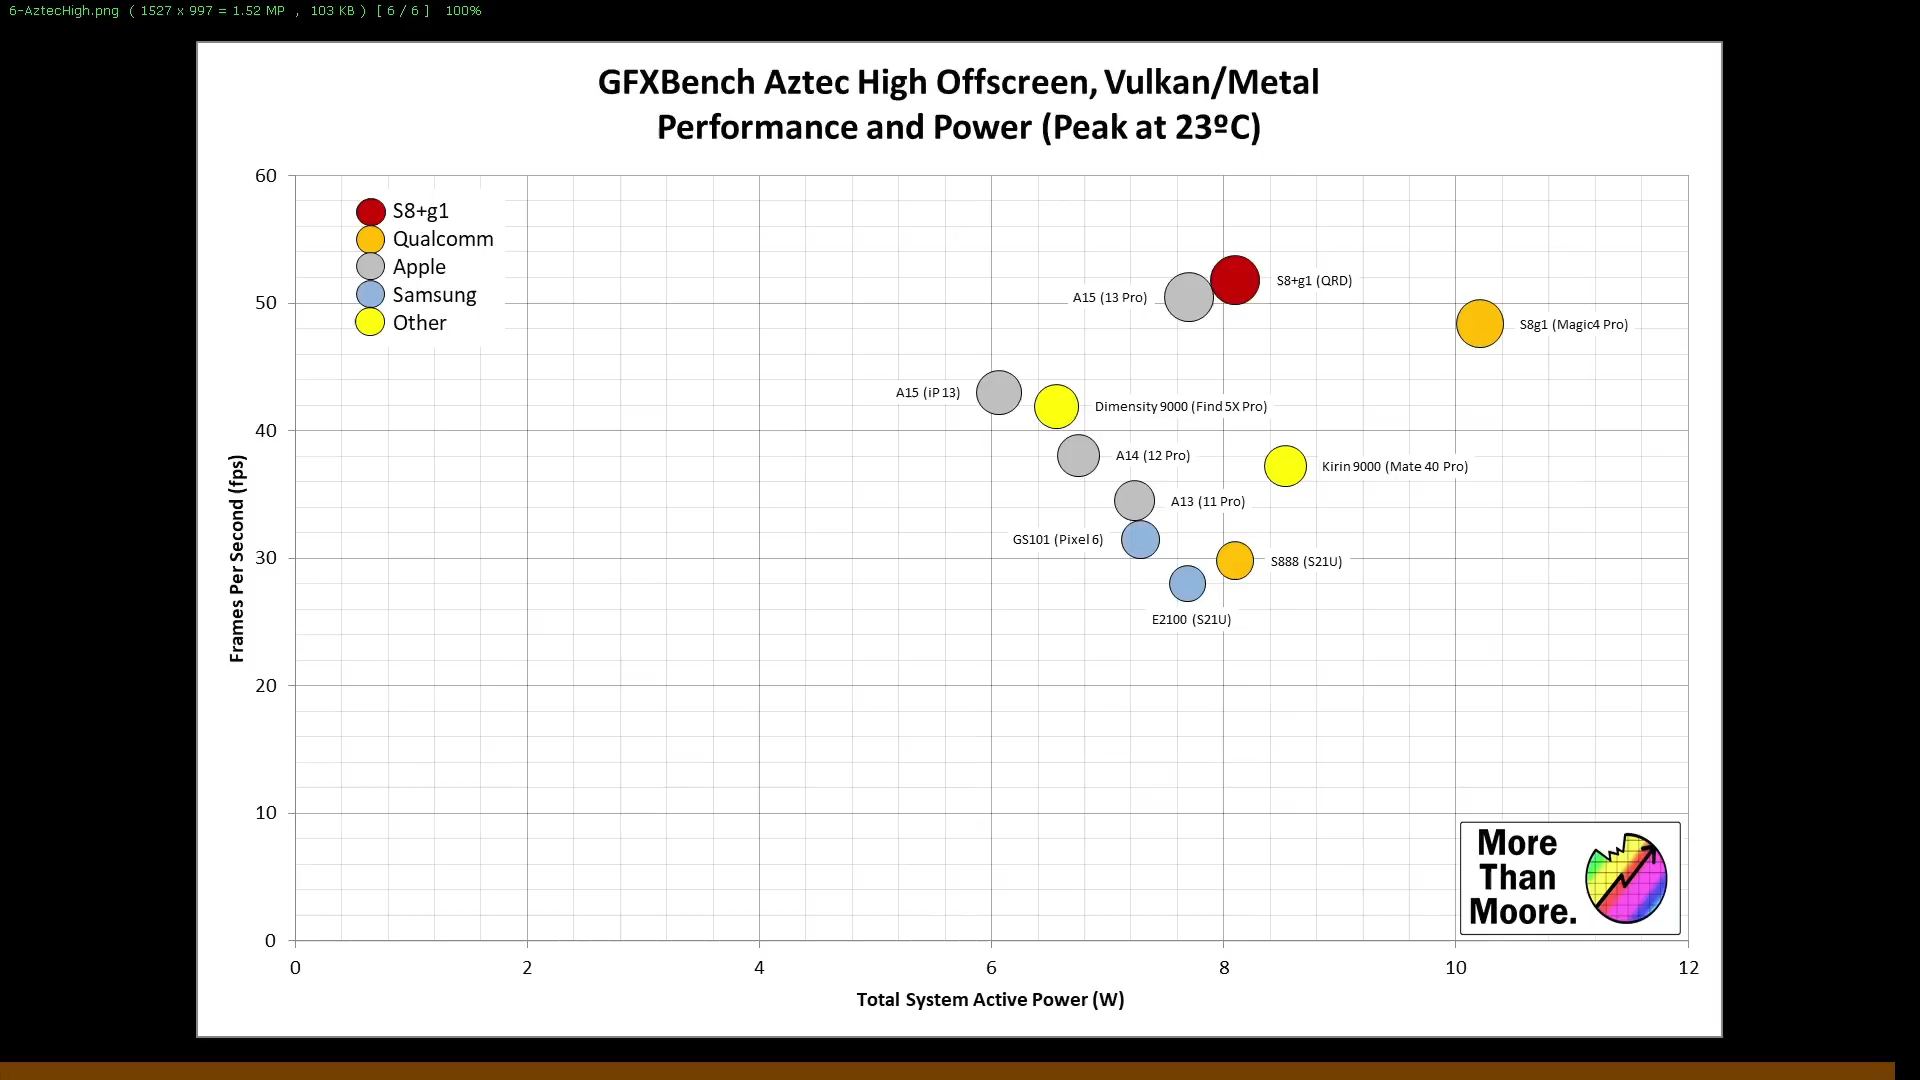 6-AztecHigh.png ( 1527 x 997 = 1.52 MP , 103 KB ) [ 6 / 6 ] 100%
GFXBench Aztec High Offscreen, Vulkan/Metal
Performance and Power (Peak at 23ºC)
60
50
40
30
20
10
0
Frames Per Second (fps)
S8+g1
Qualcomm
Apple
Samsung
Other
S8+g1 (QRD)
A15 (13 Pro)
S8g1 (Magic4 Pro)
A15 (iP 13)
Dimensity 9000 (Find 5X Pro)
A14 (12 Pro)
Kirin 9000 (Mate 40 Pro)
A13 (11 Pro)
GS101 (Pixel 6)
S888 (S21U)
E2100 (S21U)
More
Than
Moore.
0 2 4 6 8 10 12
Total System Active Power (W)